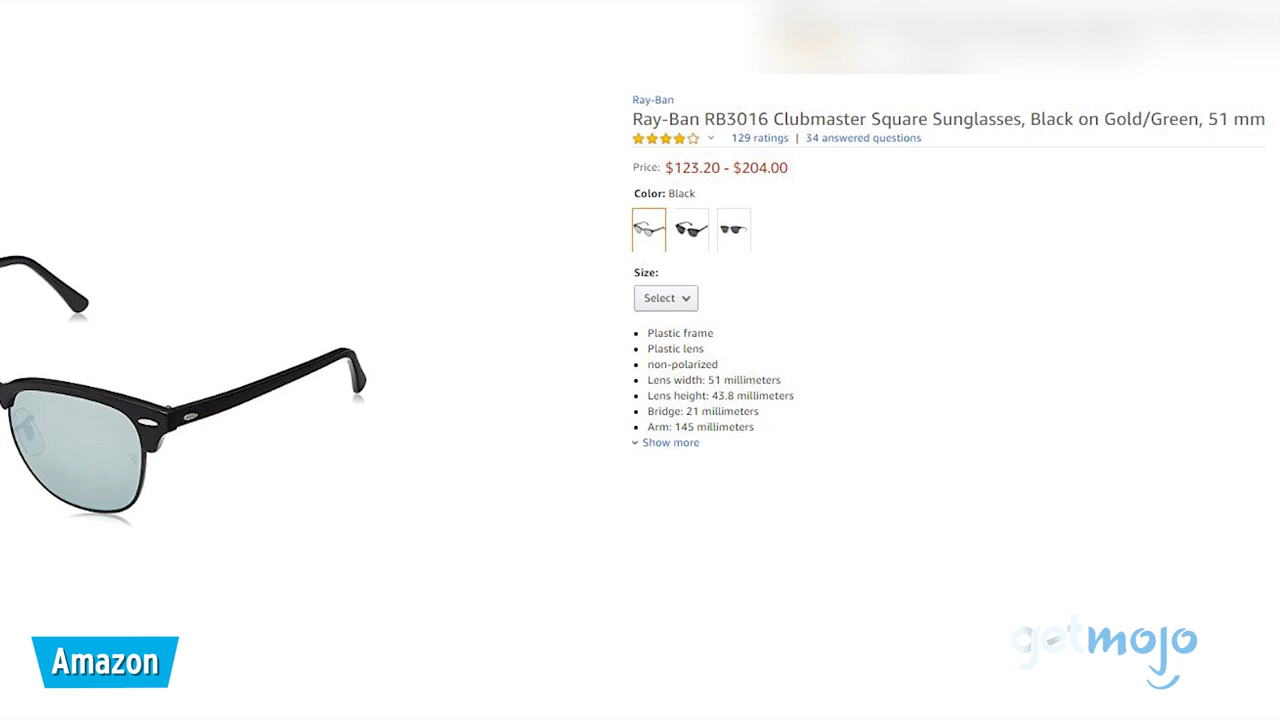 Ray-Ban
Ray-Ban RB3016 Clubmaster Square Sunglasses, Black on Gold/Green, 51 mm
129 ratings | 34 answered questions
Price: $123.20 - $204.00
Color: Black
Size:
Select
• Plastic frame
• Plastic lens
• non-polarized
• Lens width: 51 millimeters
• Lens height: 43.8 millimeters
• Bridge: 21 millimeters
• Arm: 145 millimeters
Show more
Amazon
getmojo